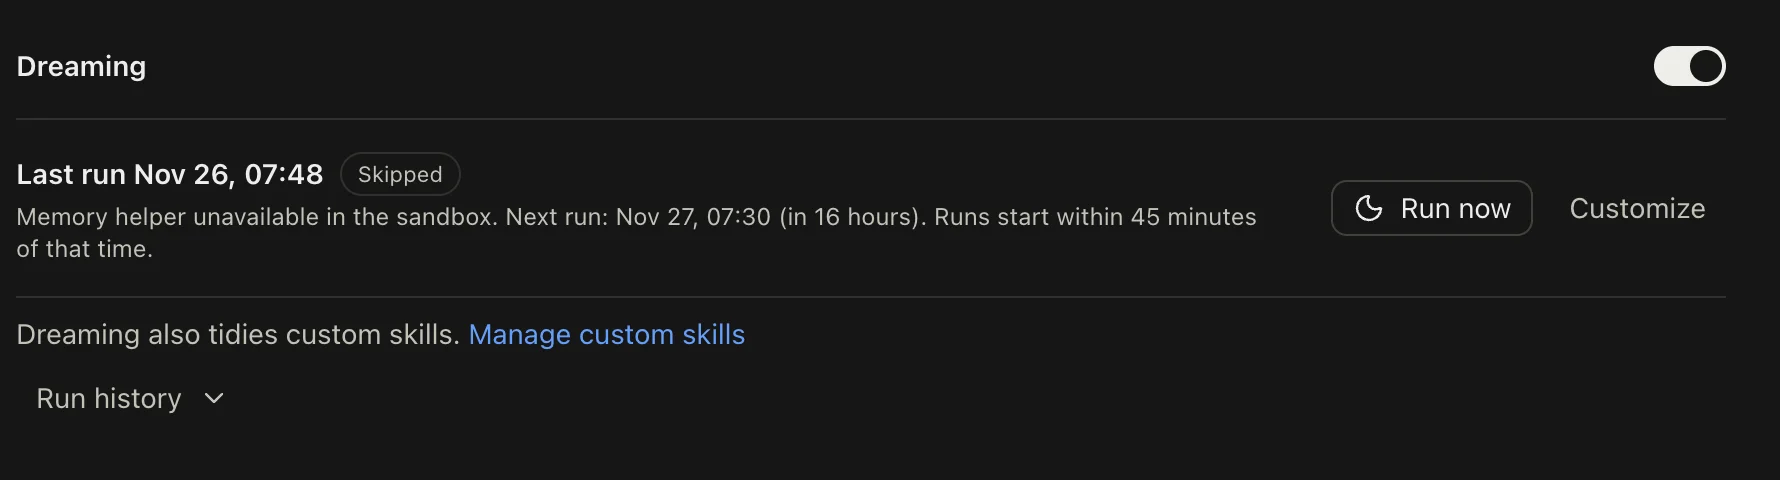 Dreaming
Last run Nov 26, 07:48 Skipped
Memory helper unavailable in the sandbox. Next run: Nov 27, 07:30 (in 16 hours). Runs start within 45 minutes
of that time.
Run now Customize
Dreaming also tidies custom skills. Manage custom skills
Run history